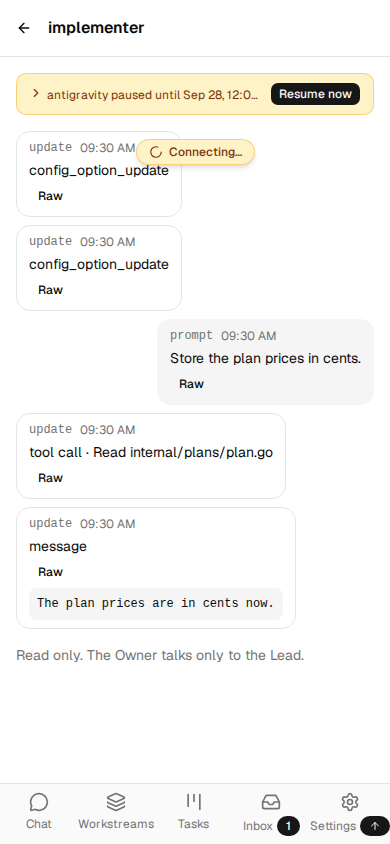 implementer
antigravity paused until Sep 28, 12:0… Resume now
Connecting…
update 09:30 AM
config_option_update
Raw
update 09:30 AM
config_option_update
Raw
prompt 09:30 AM
Store the plan prices in cents.
Raw
update 09:30 AM
tool call · Read internal/plans/plan.go
Raw
update 09:30 AM
message
Raw
The plan prices are in cents now.
Read only. The Owner talks only to the Lead.
Chat Workstreams Tasks Inbox 1 Settings